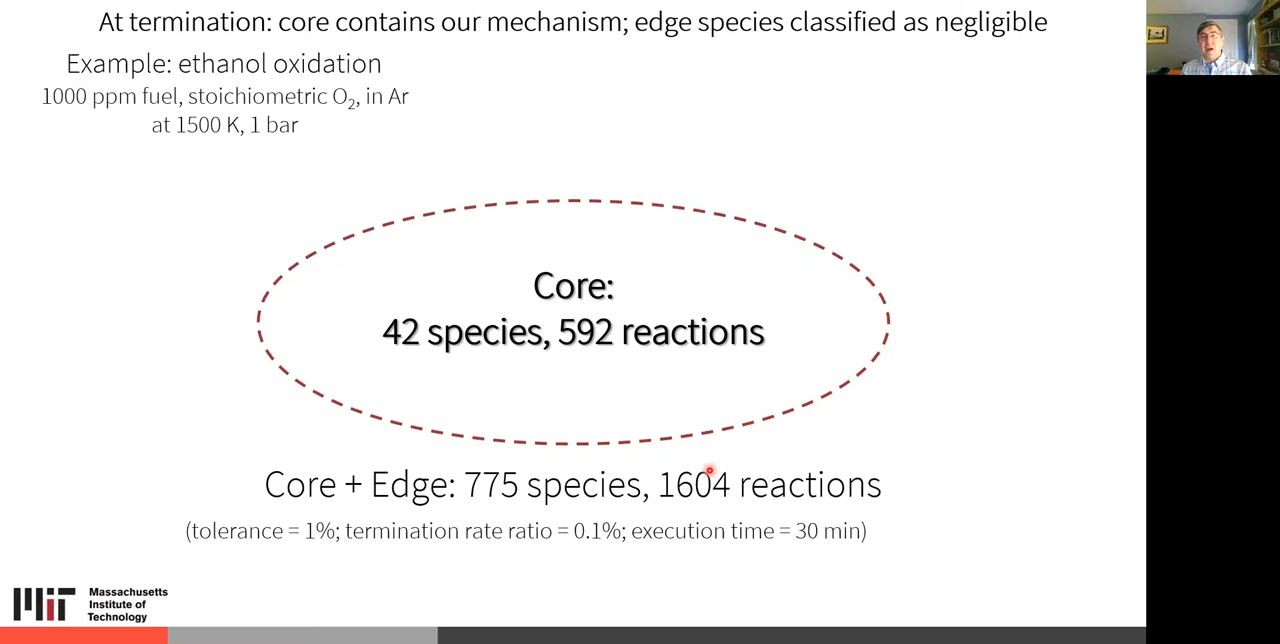 At termination: core contains our mechanism; edge species classified as negligible
Example: ethanol oxidation
1000 ppm fuel, stoichiometric O₂, in Ar
at 1500 K, 1 bar
Core:
42 species, 592 reactions
Core + Edge: 775 species, 1604 reactions
(tolerance = 1%; termination rate ratio = 0.1%; execution time = 30 min)
Massachusetts
Institute of
Technology